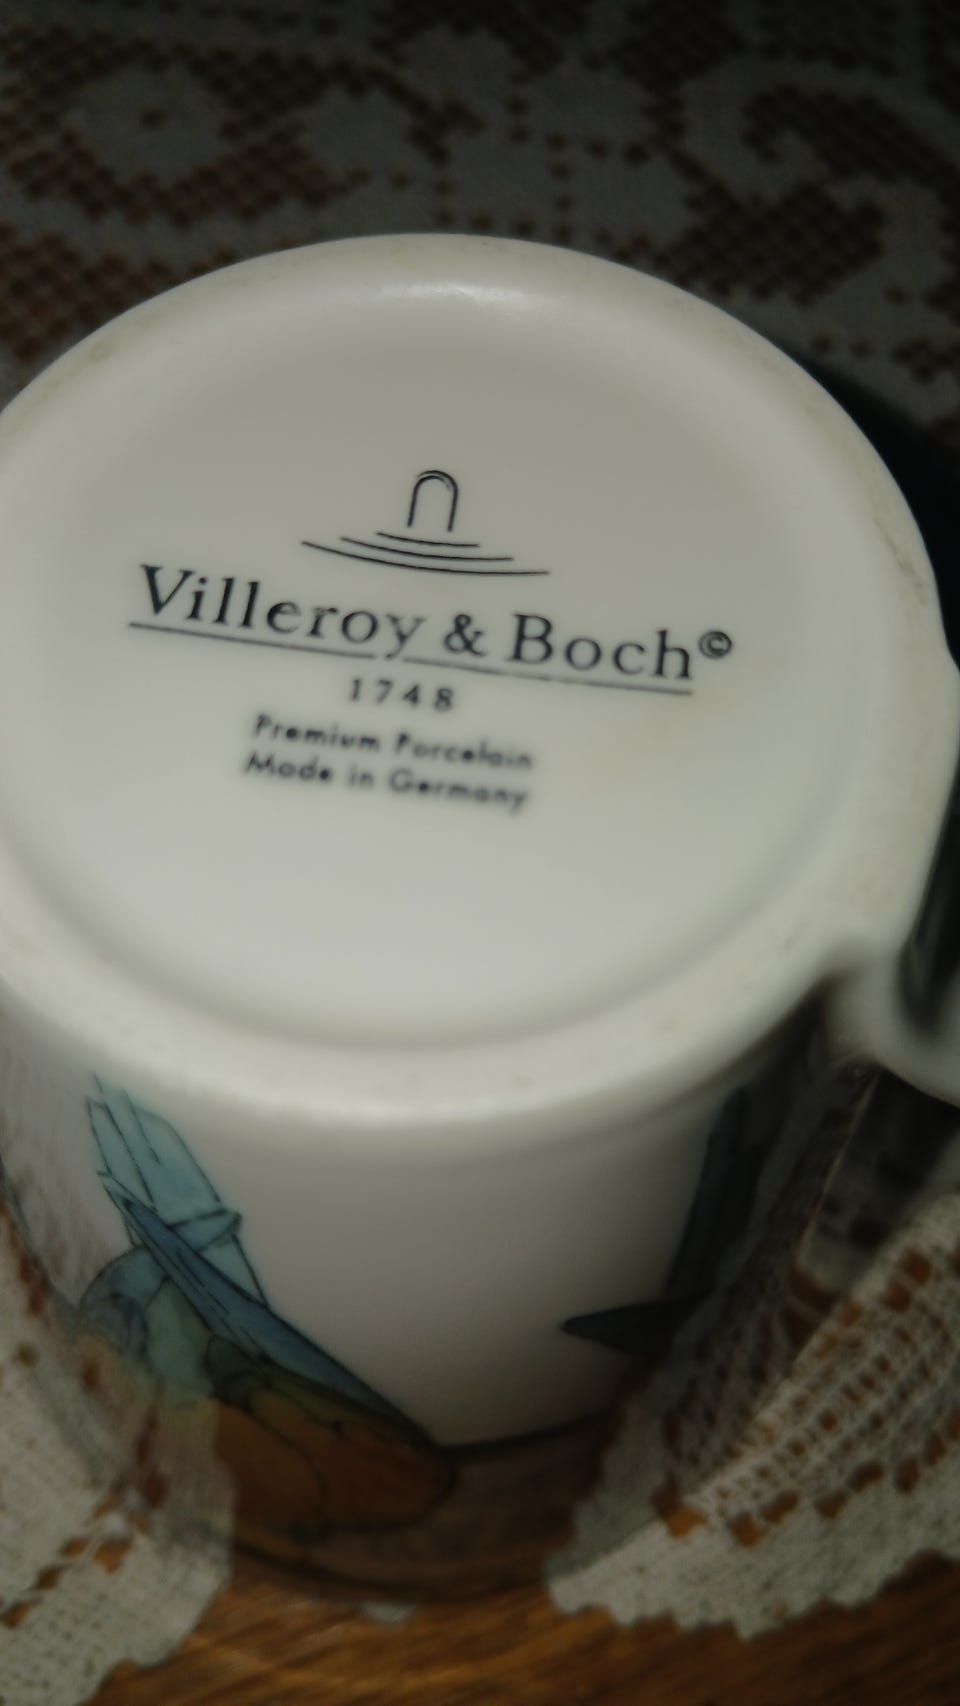 Villeroy & Boch©
1748
Premium Porcelain
Made in Germany